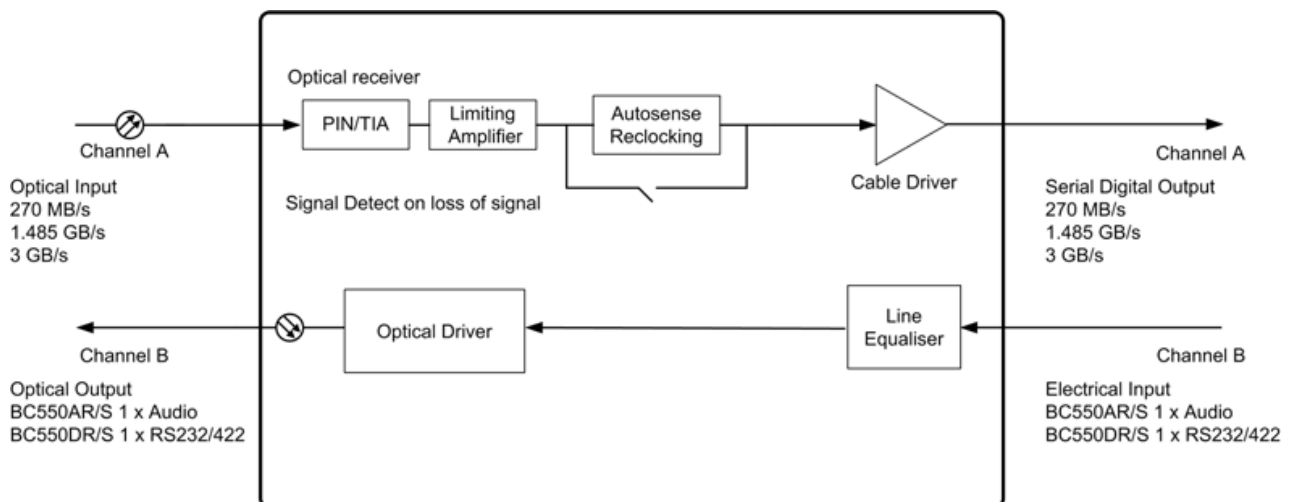 Optical receiver
PIN/TIA
Limiting
Amplifier
Autosense
Reclocking
Cable Driver
Signal Detect on loss of signal
Channel A
Optical Input
270 MB/s
1.485 GB/s
3 GB/s
Channel A
Serial Digital Output
270 MB/s
1.485 GB/s
3 GB/s
Optical Driver
Line
Equaliser
Channel B
Optical Output
BC550AR/S 1 x Audio
BC550DR/S 1 x RS232/422
Channel B
Electrical Input
BC550AR/S 1 x Audio
BC550DR/S 1 x RS232/422